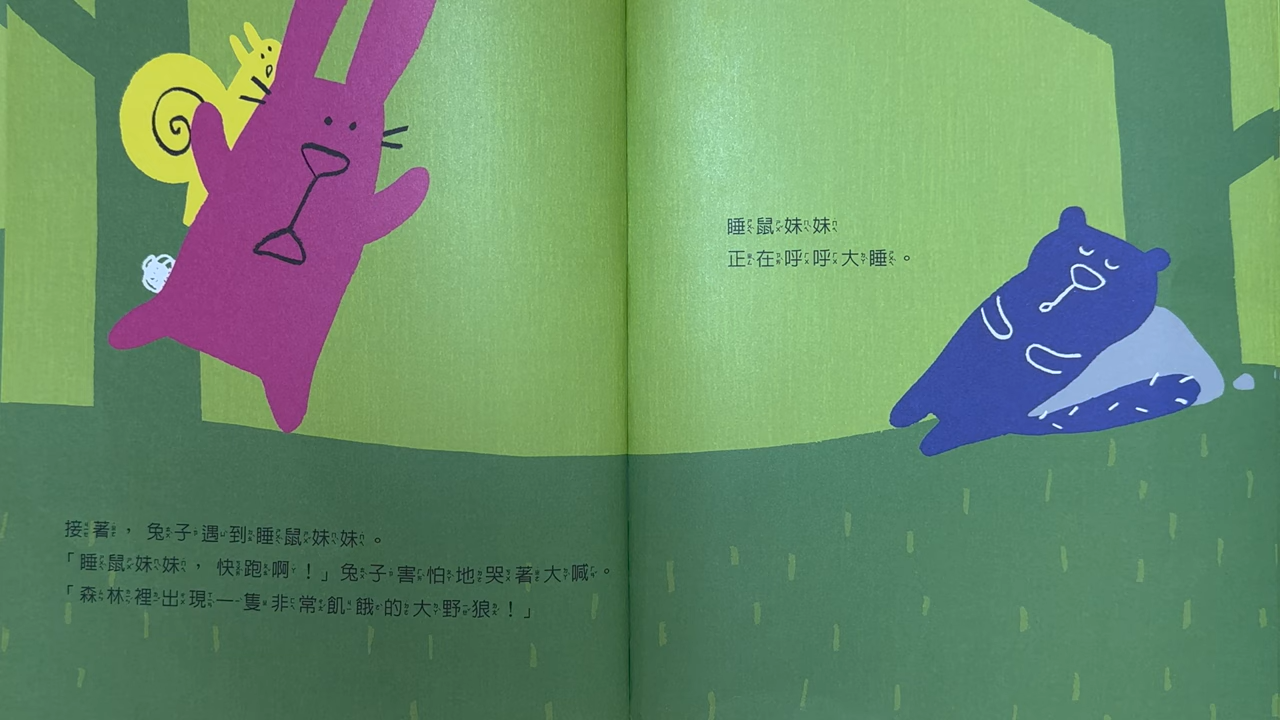 接著，兔子遇到睡鼠妹妹。
「睡鼠妹妹，快跑啊！」兔子害怕地哭著大喊。
「森林裡出現一隻非常飢餓的大野狼！」
睡鼠妹妹
正在呼呼大睡。